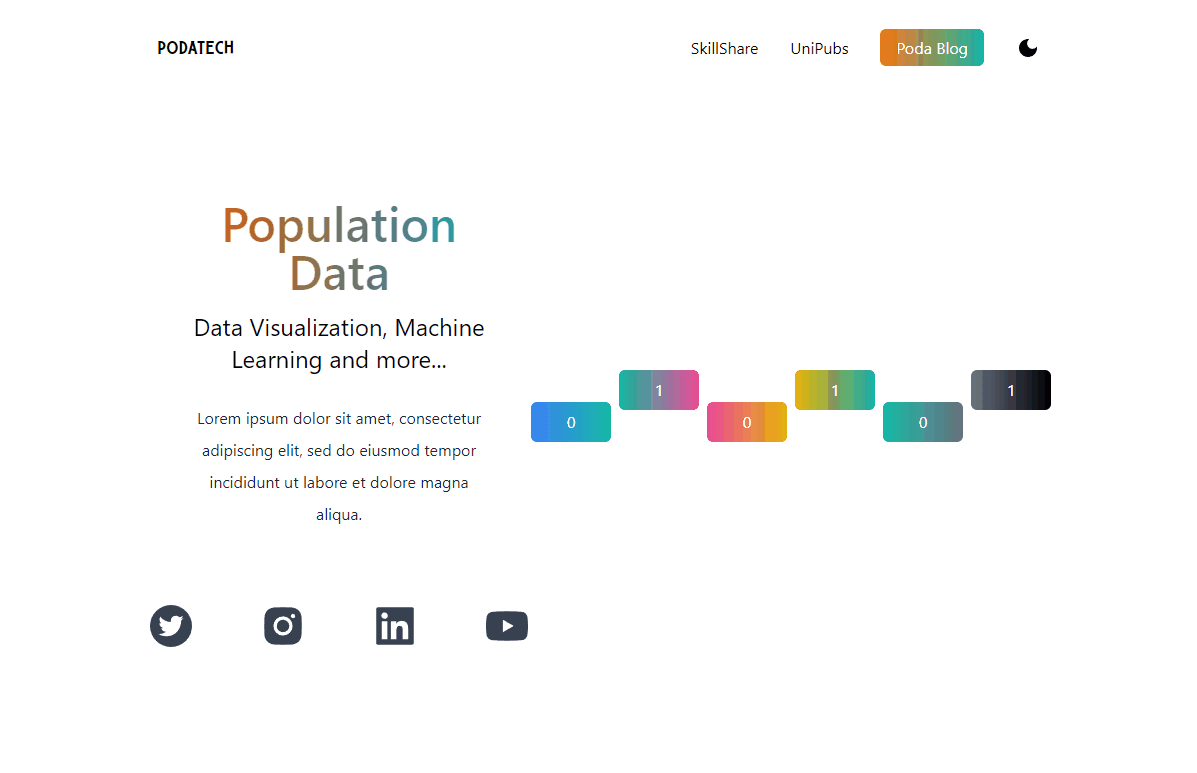 PODATECH
SkillShare
UniPubs
Poda Blog
Population
Data
Data Visualization, Machine
Learning and more...
Lorem ipsum dolor sit amet, consectetur
adipiscing elit, sed do eiusmod tempor
incididunt ut labore et dolore magna
aliqua.
0
1
0
1
0
1
in